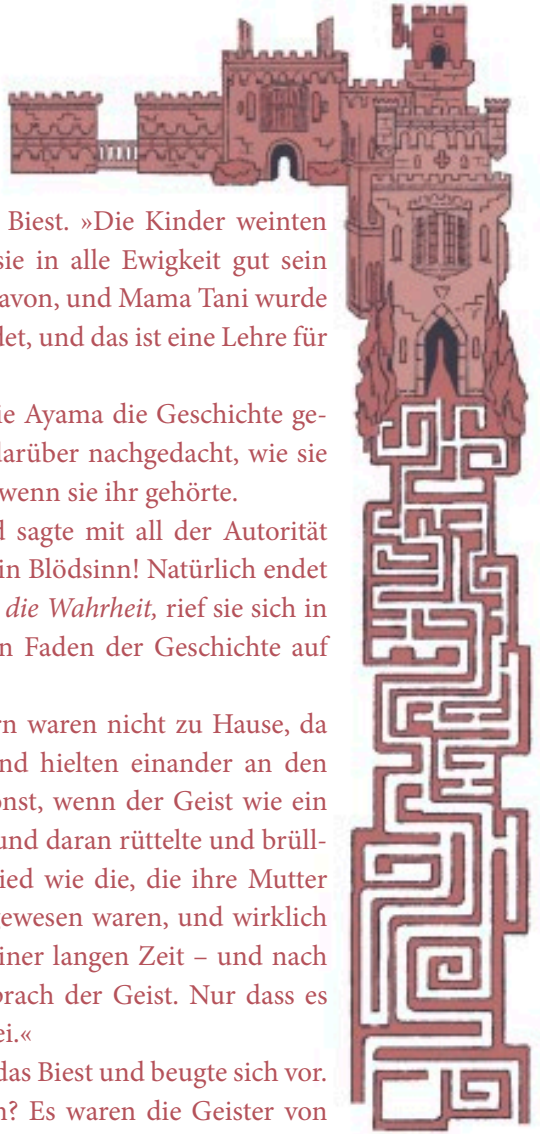 Biest. »Die Kinder weinten
sie in alle Ewigkeit gut sein
avon, und Mama Tani wurde
det, und das ist eine Lehre für
ie Ayama die Geschichte ge-
darüber nachgedacht, wie sie
wenn sie ihr gehörte.
d sagte mit all der Autorität
in Blödsinn! Natürlich endet
die Wahrheit, rief sie sich in
n Faden der Geschichte auf
rn waren nicht zu Hause, da
nd hielten einander an den
onst, wenn der Geist wie ein
und daran rüttelte und brüll-
ied wie die, die ihre Mutter
gewesen waren, und wirklich
einer langen Zeit – und nach
prach der Geist. Nur dass es
ei.«
das Biest und beugte sich vor.
n? Es waren die Geister von